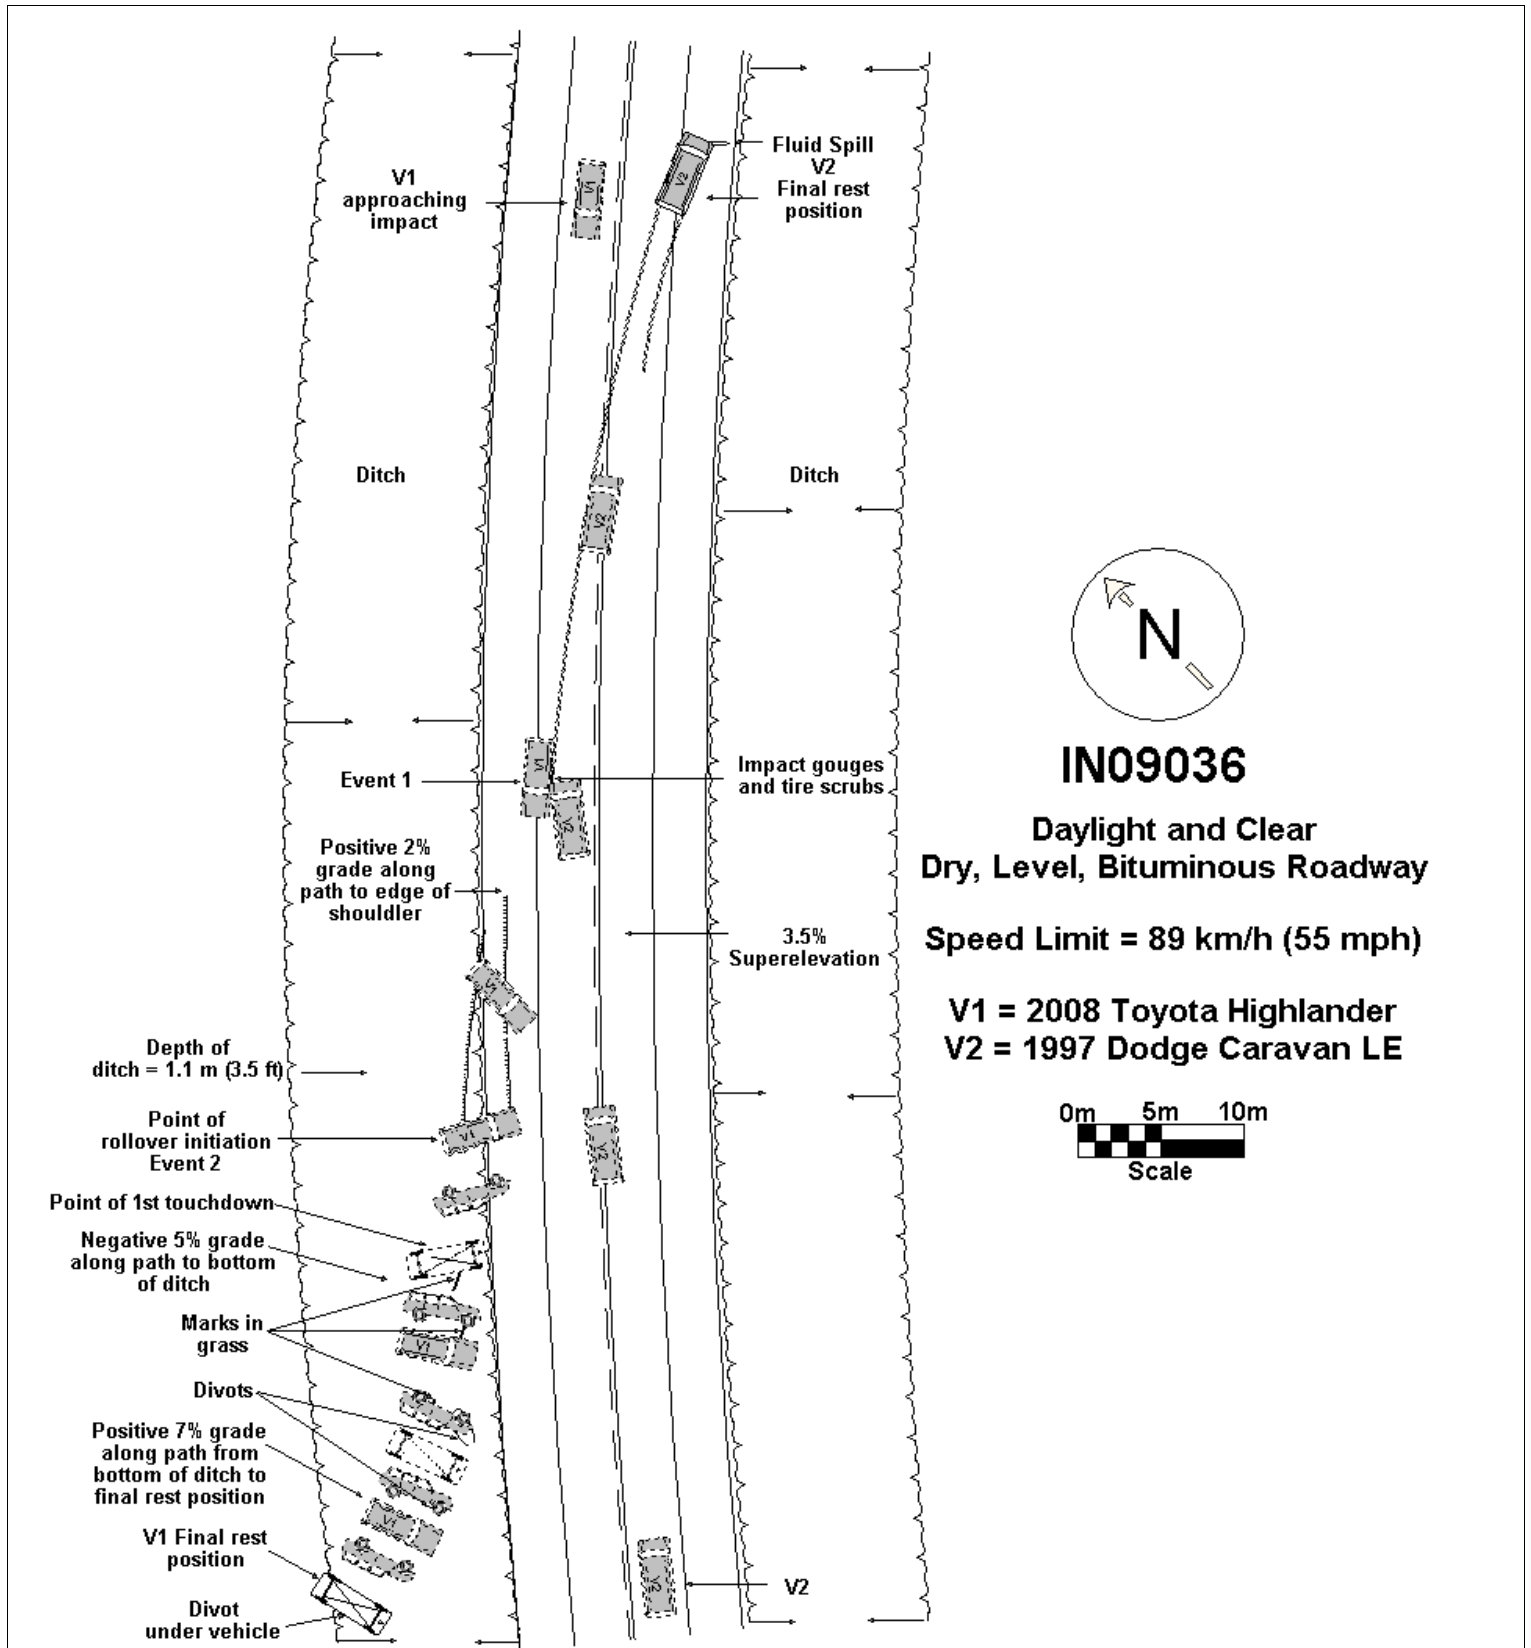 V1
approaching
impact
V1
V2
Fluid Spill
V2
Final rest
position
Ditch
V2
Ditch
N
IN09036
Daylight and Clear
Dry, Level, Bituminous Roadway
Speed Limit = 89 km/h (55 mph)
V1 = 2008 Toyota Highlander
V2 = 1997 Dodge Caravan LE
0m 5m 10m
Scale
Event 1
V1
V2
Impact gouges
and tire scrubs
Positive 2%
grade along
path to edge of
shouldler
3.5%
Superelevation
V1
Depth of
ditch = 1.1 m (3.5 ft)
Point of
rollover initiation
Event 2
V1
V2
Point of 1st touchdown
Negative 5% grade
along path to bottom
of ditch
Marks in
grass
V1
Divots
Positive 7% grade
along path from
bottom of ditch to
final rest position
V1
V1 Final rest
position
V2
V2
Divot
under vehicle